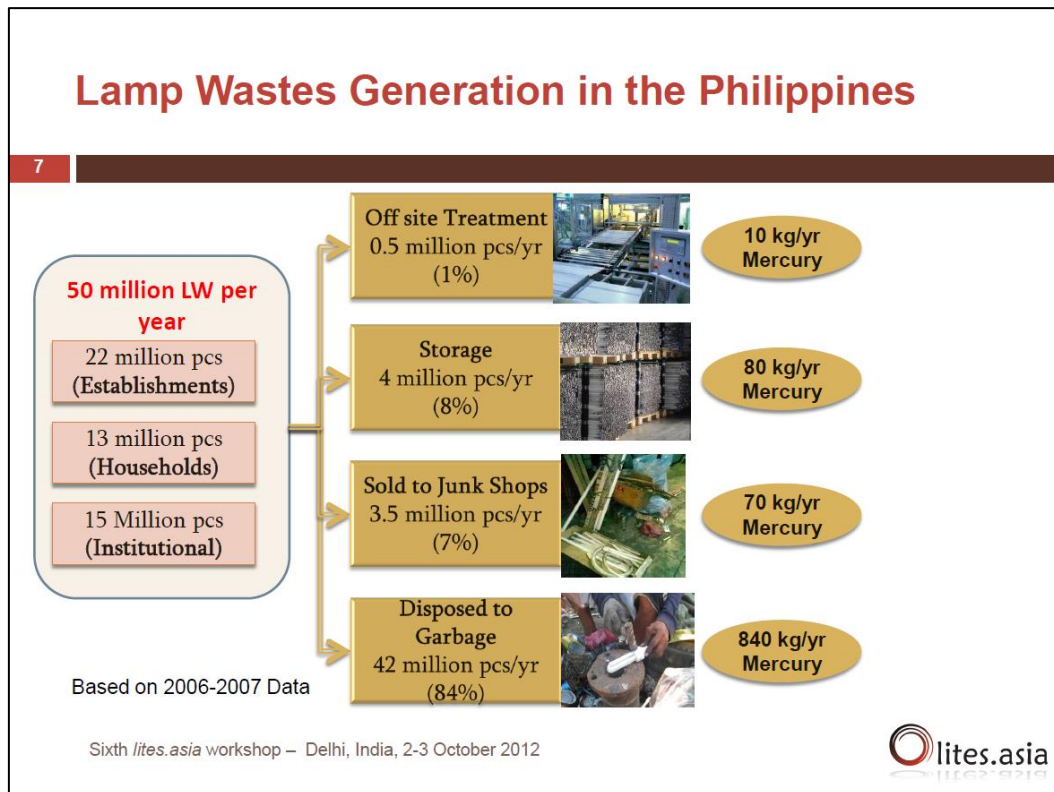 Lamp Wastes Generation in the Philippines
7
50 million LW per
year
22 million pcs
(Establishments)
13 million pcs
(Households)
15 Million pcs
(Institutional)
Off site Treatment
0.5 million pcs/yr
(1%)
10 kg/yr
Mercury
Storage
4 million pcs/yr
(8%)
80 kg/yr
Mercury
Sold to Junk Shops
3.5 million pcs/yr
(7%)
70 kg/yr
Mercury
Disposed to
Garbage
42 million pcs/yr
(84%)
840 kg/yr
Mercury
Based on 2006-2007 Data
Sixth lites.asia workshop – Delhi, India, 2-3 October 2012
lites.asia